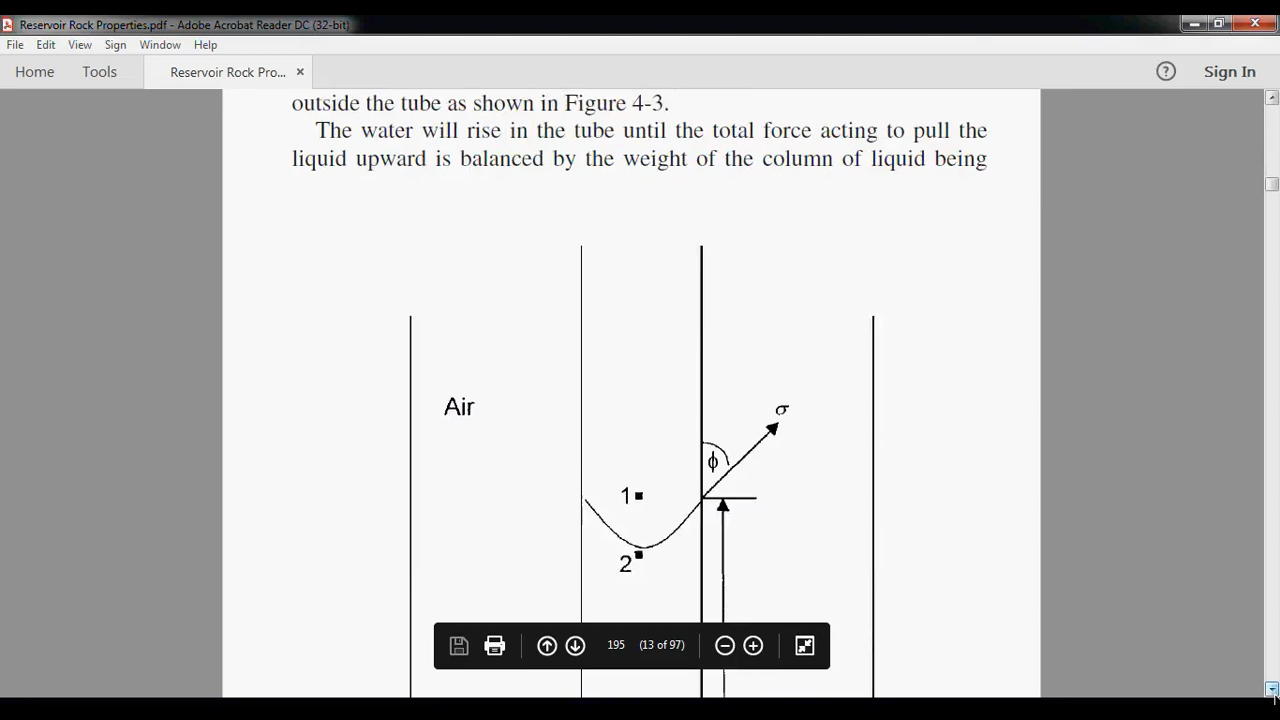 Reservoir Rock Properties.pdf - Adobe Acrobat Reader DC (32-bit)
File Edit View Sign Window Help
Home Tools Reservoir Rock Pro... × ? Sign In
outside the tube as shown in Figure 4-3.
The water will rise in the tube until the total force acting to pull the
liquid upward is balanced by the weight of the column of liquid being
Air
σ
ϕ
1
2
195 (13 of 97)